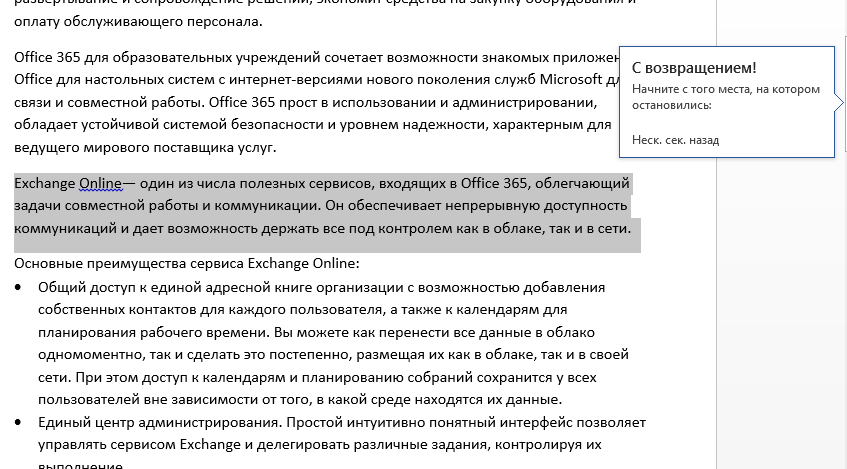 развертывание и сопровождение решений, экономит средства на закупку оборудования и
оплату обслуживающего персонала.
Office 365 для образовательных учреждений сочетает возможности знакомых приложен
Office для настольных систем с интернет-версиями нового поколения служб Microsoft дл
связи и совместной работы. Office 365 прост в использовании и администрировании,
обладает устойчивой системой безопасности и уровнем надежности, характерным для
ведущего мирового поставщика услуг.
С возвращением!
Начните с того места, на котором
остановились:
Неск. сек. назад
Exchange Online— один из числа полезных сервисов, входящих в Office 365, облегчающий
задачи совместной работы и коммуникации. Он обеспечивает непрерывную доступность
коммуникаций и дает возможность держать все под контролем как в облаке, так и в сети.
Основные преимущества сервиса Exchange Online:
• Общий доступ к единой адресной книге организации с возможностью добавления
собственных контактов для каждого пользователя, а также к календарям для
планирования рабочего времени. Вы можете как перенести все данные в облако
одномоментно, так и сделать это постепенно, размещая их как в облаке, так и в своей
сети. При этом доступ к календарям и планированию собраний сохранится у всех
пользователей вне зависимости от того, в какой среде находятся их данные.
• Единый центр администрирования. Простой интуитивно понятный интерфейс позволяет
управлять сервисом Exchange и делегировать различные задания, контролируя их
выполнение.